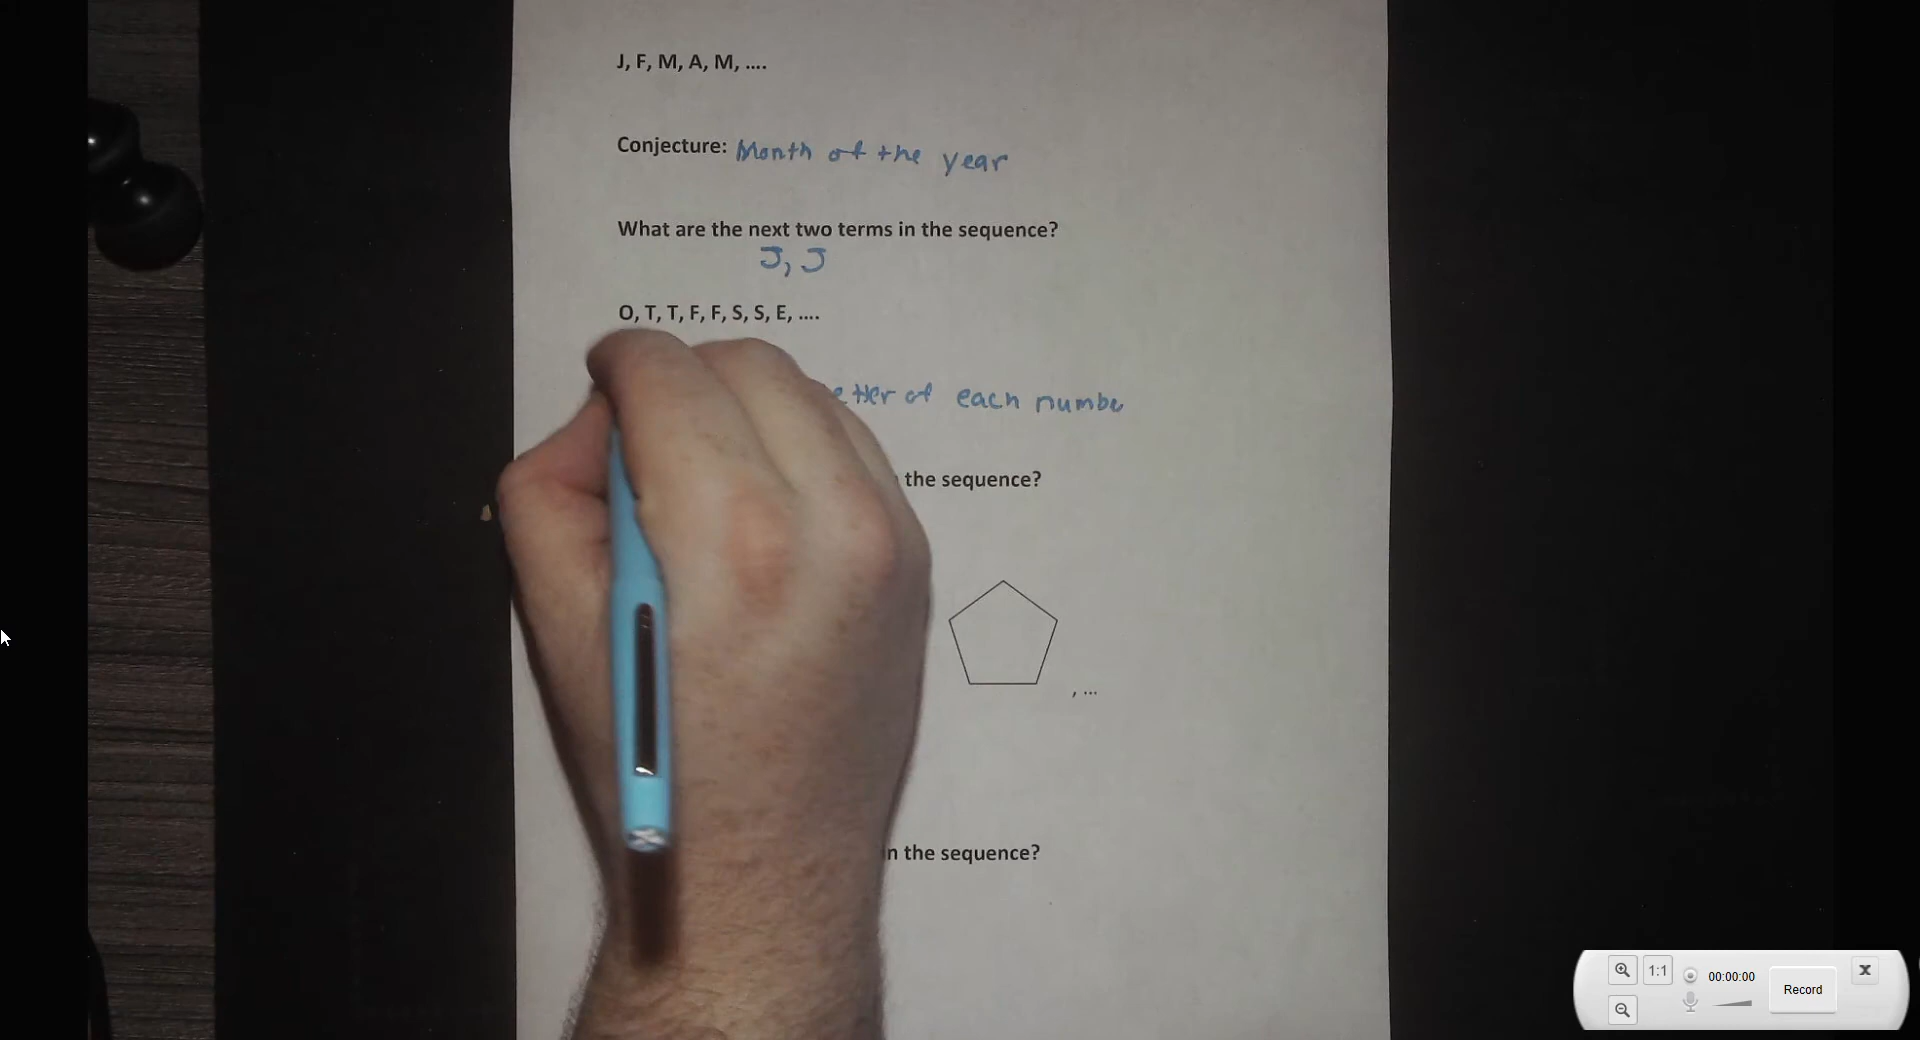 J, F, M, A, M, ....
Conjecture: Month of the year
What are the next two terms in the sequence?
J, J
O, T, T, F, F, S, S, E, ....
of each numbe
the sequence?
, ...
in the sequence?
1:1
00:00:00
Record